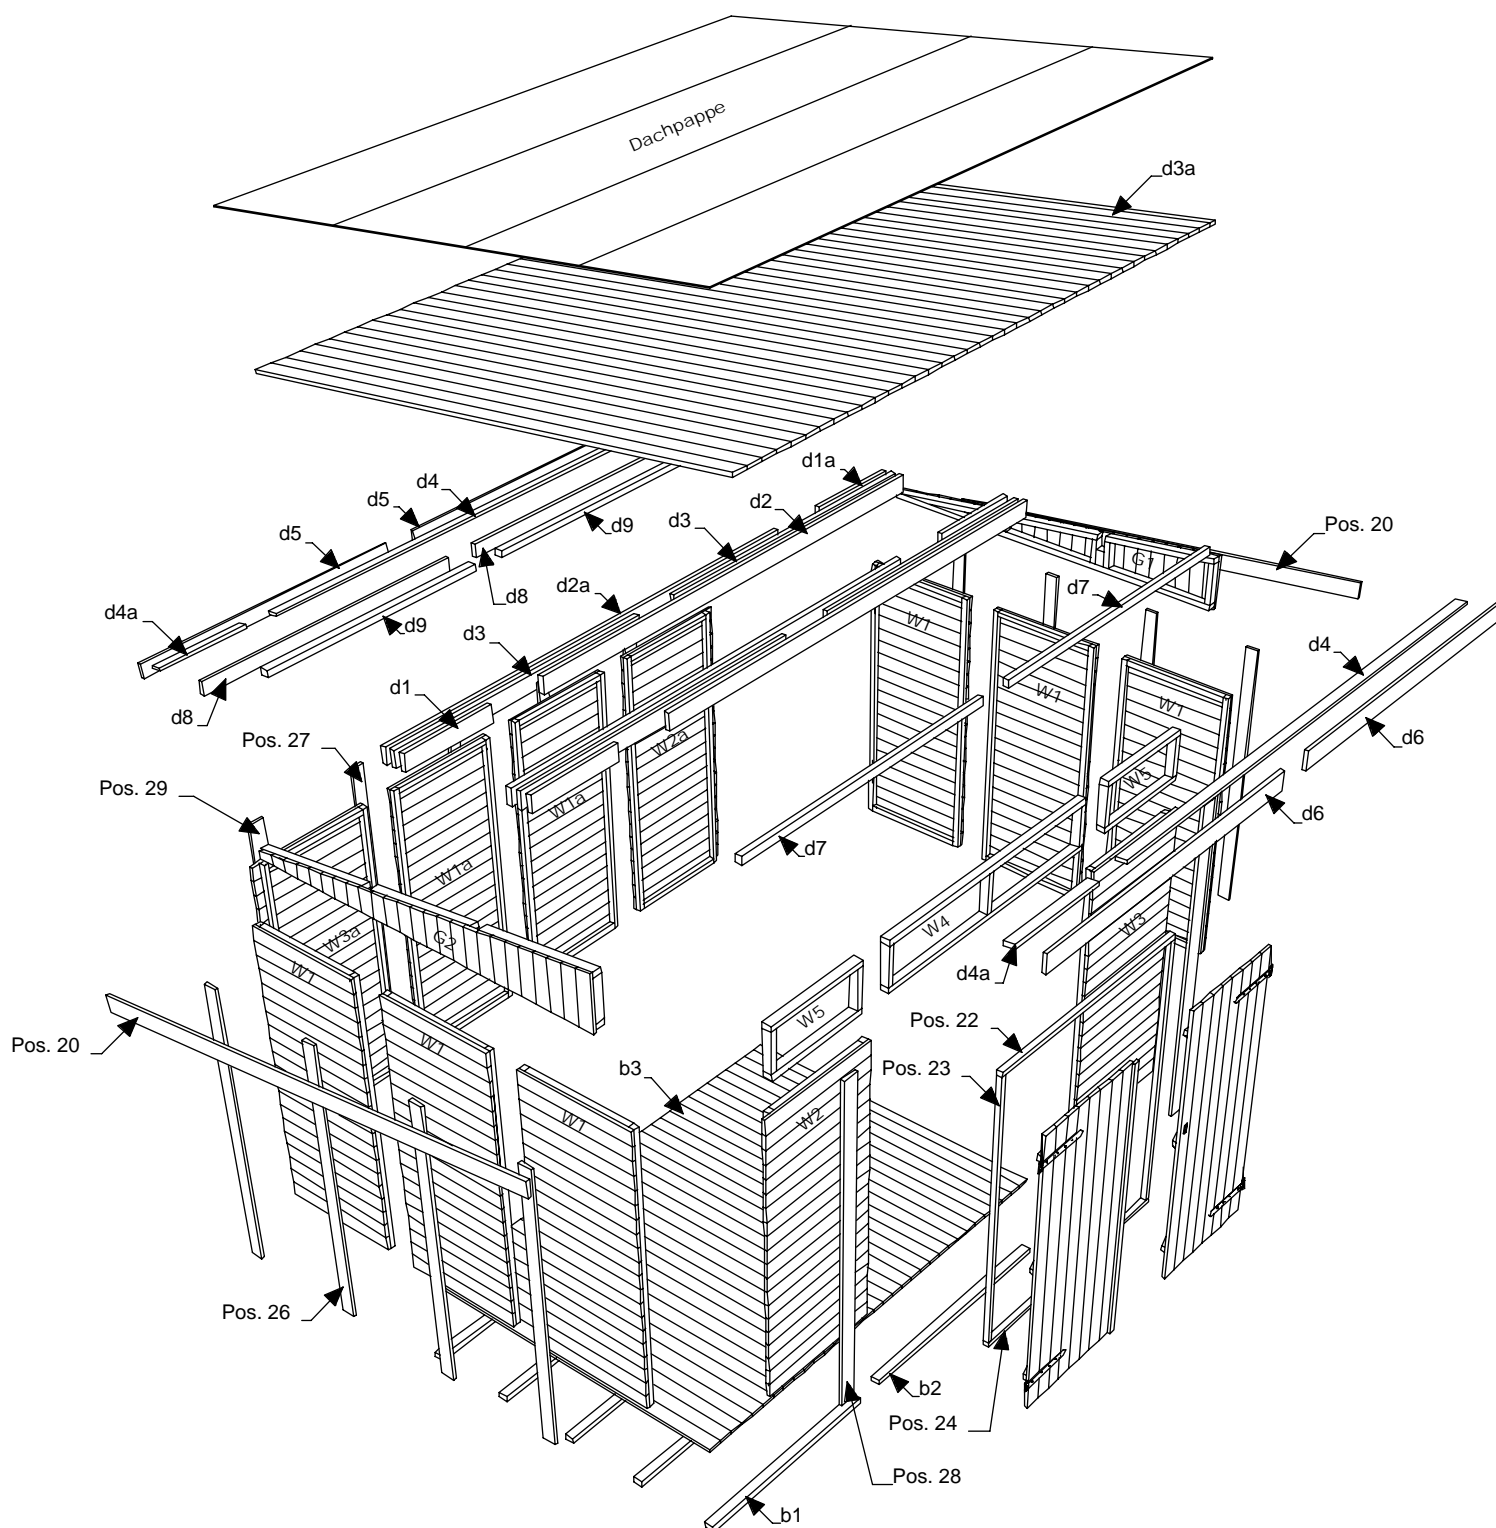 Dachpappe
d3a
d1a
d4
d2
d5
d5
d9
d3
Pos. 20
G1
d7
d8
d2a
d4a
d9
W1
d4
d3
d1
W1
W1
d8
Pos. 27
W2a
d6
W5
Pos. 29
W1a
d6
d7
W1a
W4
W3
G2
W3a
W1
d4a
W5
Pos. 22
Pos. 20
W1
b3
Pos. 23
W1
W2
Pos. 26
b2
Pos. 24
Pos. 28
b1